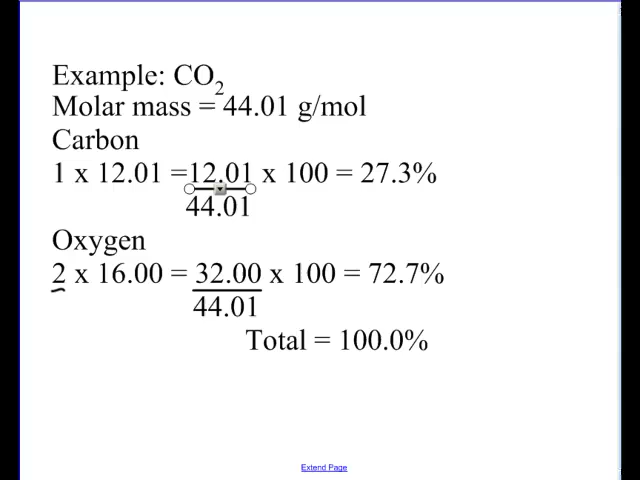 Example: CO₂
Molar mass = 44.01 g/mol
Carbon
1 x 12.01 =12.01 x 100 = 27.3%
44.01
Oxygen
2 x 16.00 = 32.00 x 100 = 72.7%
44.01
Total = 100.0%
Extend Page